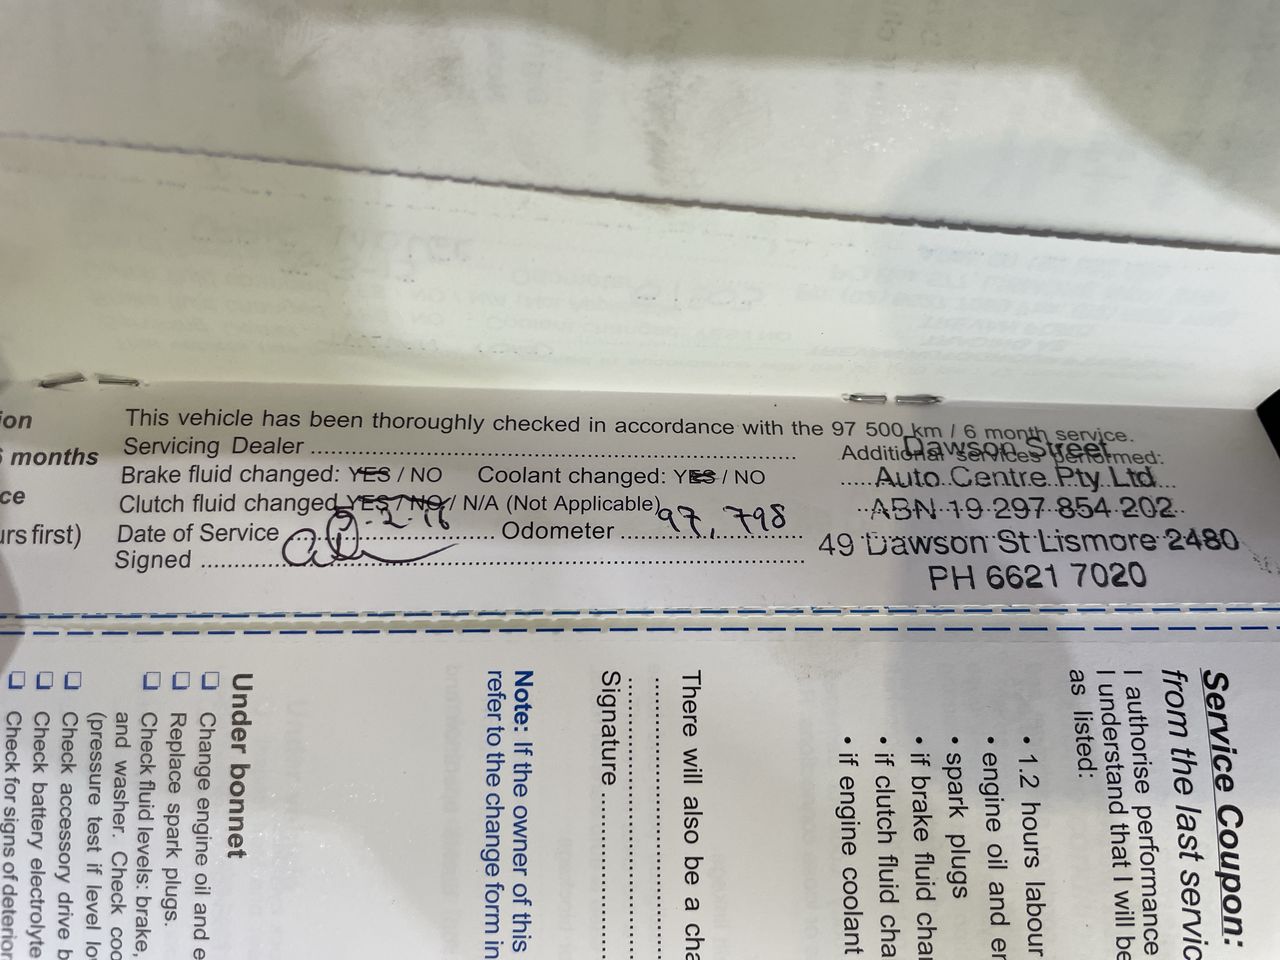 This vehicle has been thoroughly checked in accordance with the 97 500 km / 6 month service.
Servicing Dealer
Additional services performed:
Brake fluid changed: YES / NO Coolant changed: YES / NO
Clutch fluid changed YES / NO / N/A (Not Applicable)
Date of Service Odometer 97,798
Signed
Dawson Street
Auto Centre Pty Ltd
ABN 19 297 854 202
49 Dawson St Lismore 2480
PH 6621 7020
ion
months
ce
urs first)
Service Coupon:
from the last servic
I authorise performance
I understand that I will be
as listed:
• 1.2 hours labour
• engine oil and er
• spark plugs
• if brake fluid char
• if clutch fluid cha
• if engine coolant
There will also be a cha
Signature
Note: If the owner of this
refer to the change form in
Under bonnet
❑ Change engine oil and e
❑ Replace spark plugs.
❑ Check fluid levels: brake,
and washer. Check coo
(pressure test if level lo
❑ Check accessory drive b
❑ Check battery electrolyte
❑ Check for signs of deterior